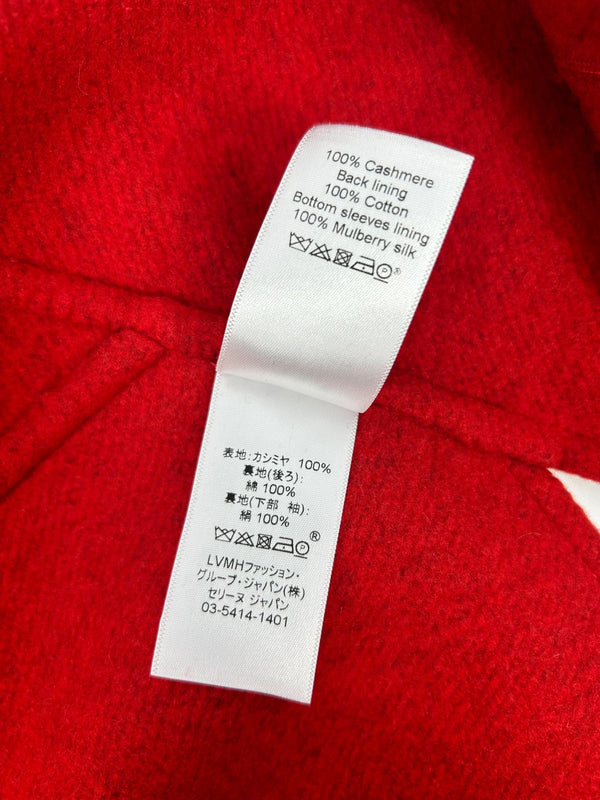 100% Cashmere
Back lining
100% Cotton
Bottom sleeves lining
100% Mulberry silk
P®
表地:カシミヤ 100%
裏地(後ろ):
綿 100%
裏地(下部 袖):
絹 100%
P®
LVMHファッション・
グループ・ジャパン(株)
セリーヌ ジャパン
03-5414-1401